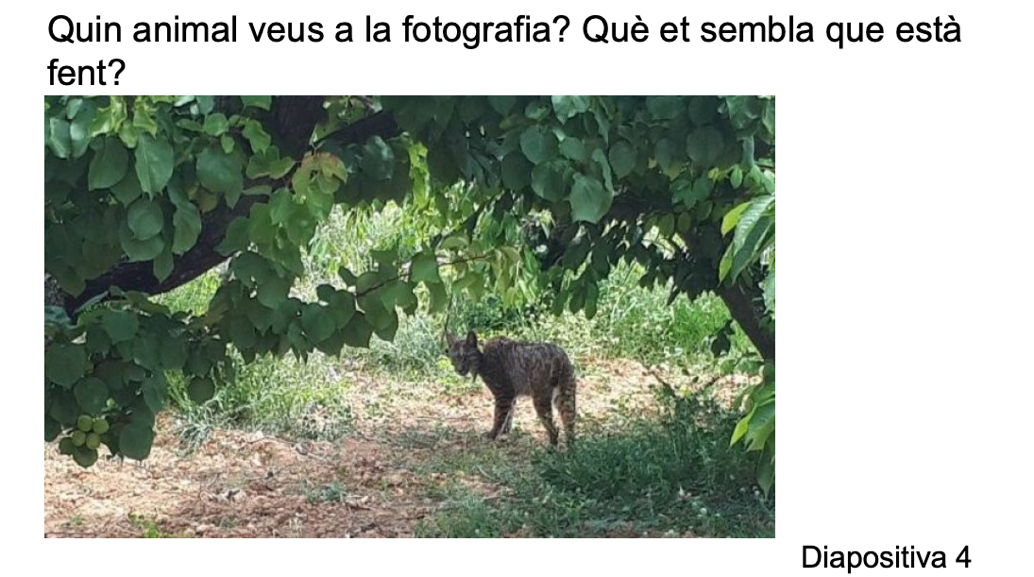 Quin animal veus a la fotografia? Què et sembla que està
fent?
Diapositiva 4